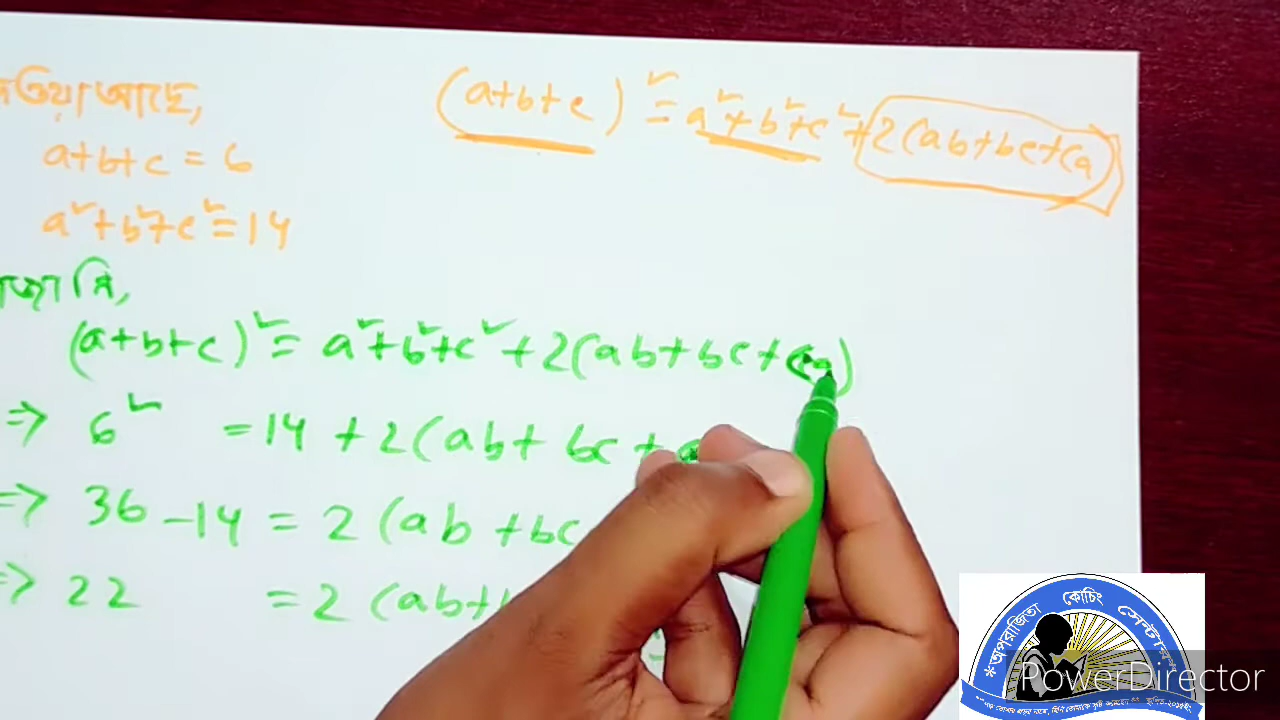 আছে,
(a+b+c)² = a²+b²+c²+2(ab+bc+ca
a+b+c = 6
a²+b²+c²=14
(a+b+c)² = a²+b²+c²+2(ab+bc+ca)
⇒ 6² =14 +2(ab+ bc +
⇒ 36 -14 = 2 (ab +bc
⇒ 22 =2 (ab+b
*অপরাজিতা কোচিং সেন্টার*
PowerDirector